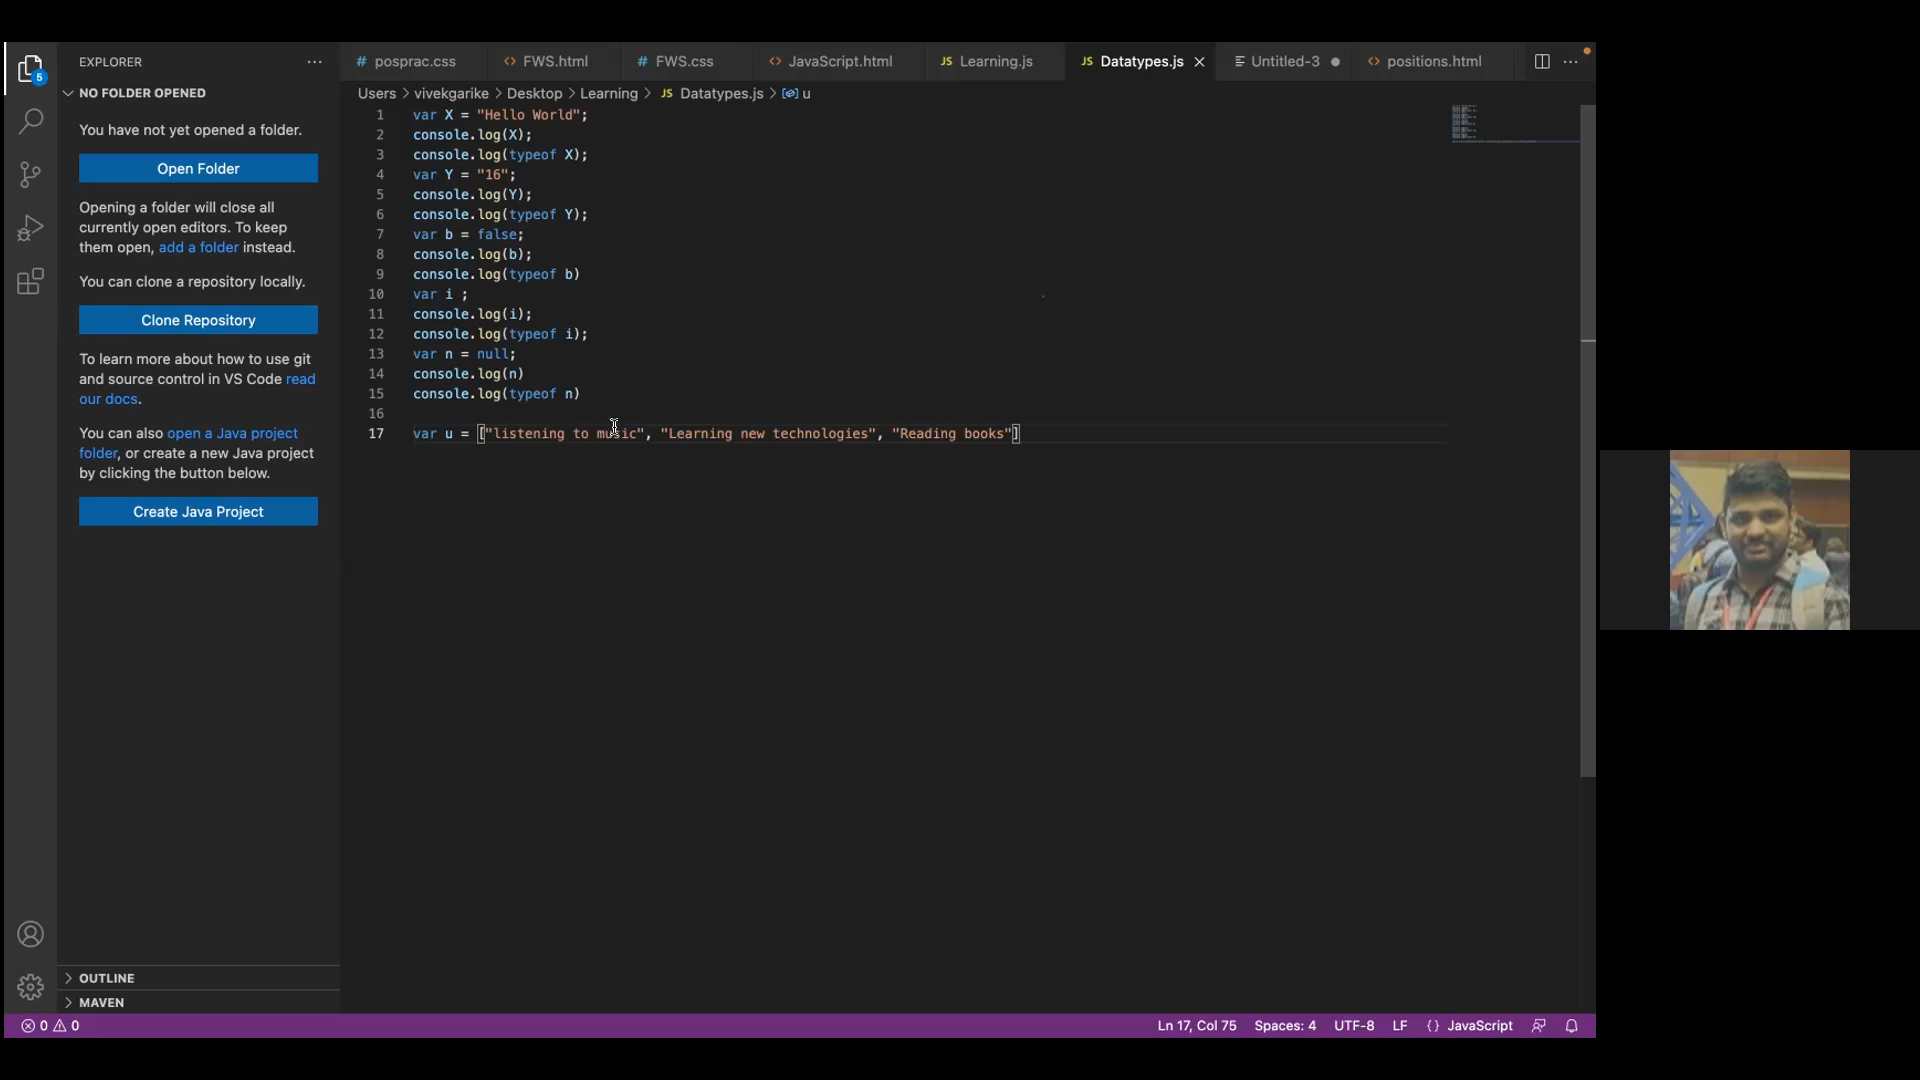 EXPLORER
posprac.css
FWS.html
FWS.css
JavaScript.html
JS Learning.js
JS Datatypes.js
Untitled-3
positions.html
5
NO FOLDER OPENED
Users > vivekgarike > Desktop > Learning > JS Datatypes.js > u
You have not yet opened a folder.
Open Folder
Opening a folder will close all
currently open editors. To keep
them open, add a folder instead.
You can clone a repository locally.
Clone Repository
To learn more about how to use git
and source control in VS Code read
our docs.
You can also open a Java project
folder, or create a new Java project
by clicking the button below.
Create Java Project
OUTLINE
MAVEN
1 var X = "Hello World";
2 console.log(X);
3 console.log(typeof X);
4 var Y = "16";
5 console.log(Y);
6 console.log(typeof Y);
7 var b = false;
8 console.log(b);
9 console.log(typeof b)
10 var i ;
11 console.log(i);
12 console.log(typeof i);
13 var n = null;
14 console.log(n)
15 console.log(typeof n)
16
17 var u = ["listening to music", "Learning new technologies", "Reading books"]
0 0
Ln 17, Col 75 Spaces: 4 UTF-8 LF {} JavaScript